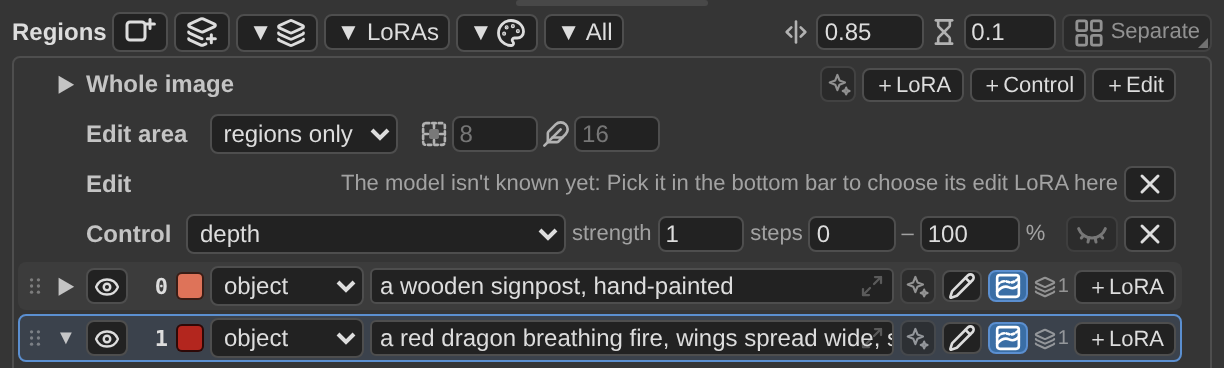 Regions ▼ ▼ LoRAs ▼ ▼ All 0.85 0.1 Separate
Whole image +LoRA +Control +Edit
Edit area regions only 8 16
Edit The model isn't known yet: Pick it in the bottom bar to choose its edit LoRA here
Control depth strength 1 steps 0 – 100 %
0 object a wooden signpost, hand-painted 1 +LoRA
1 object a red dragon breathing fire, wings spread wide, s 1 +LoRA